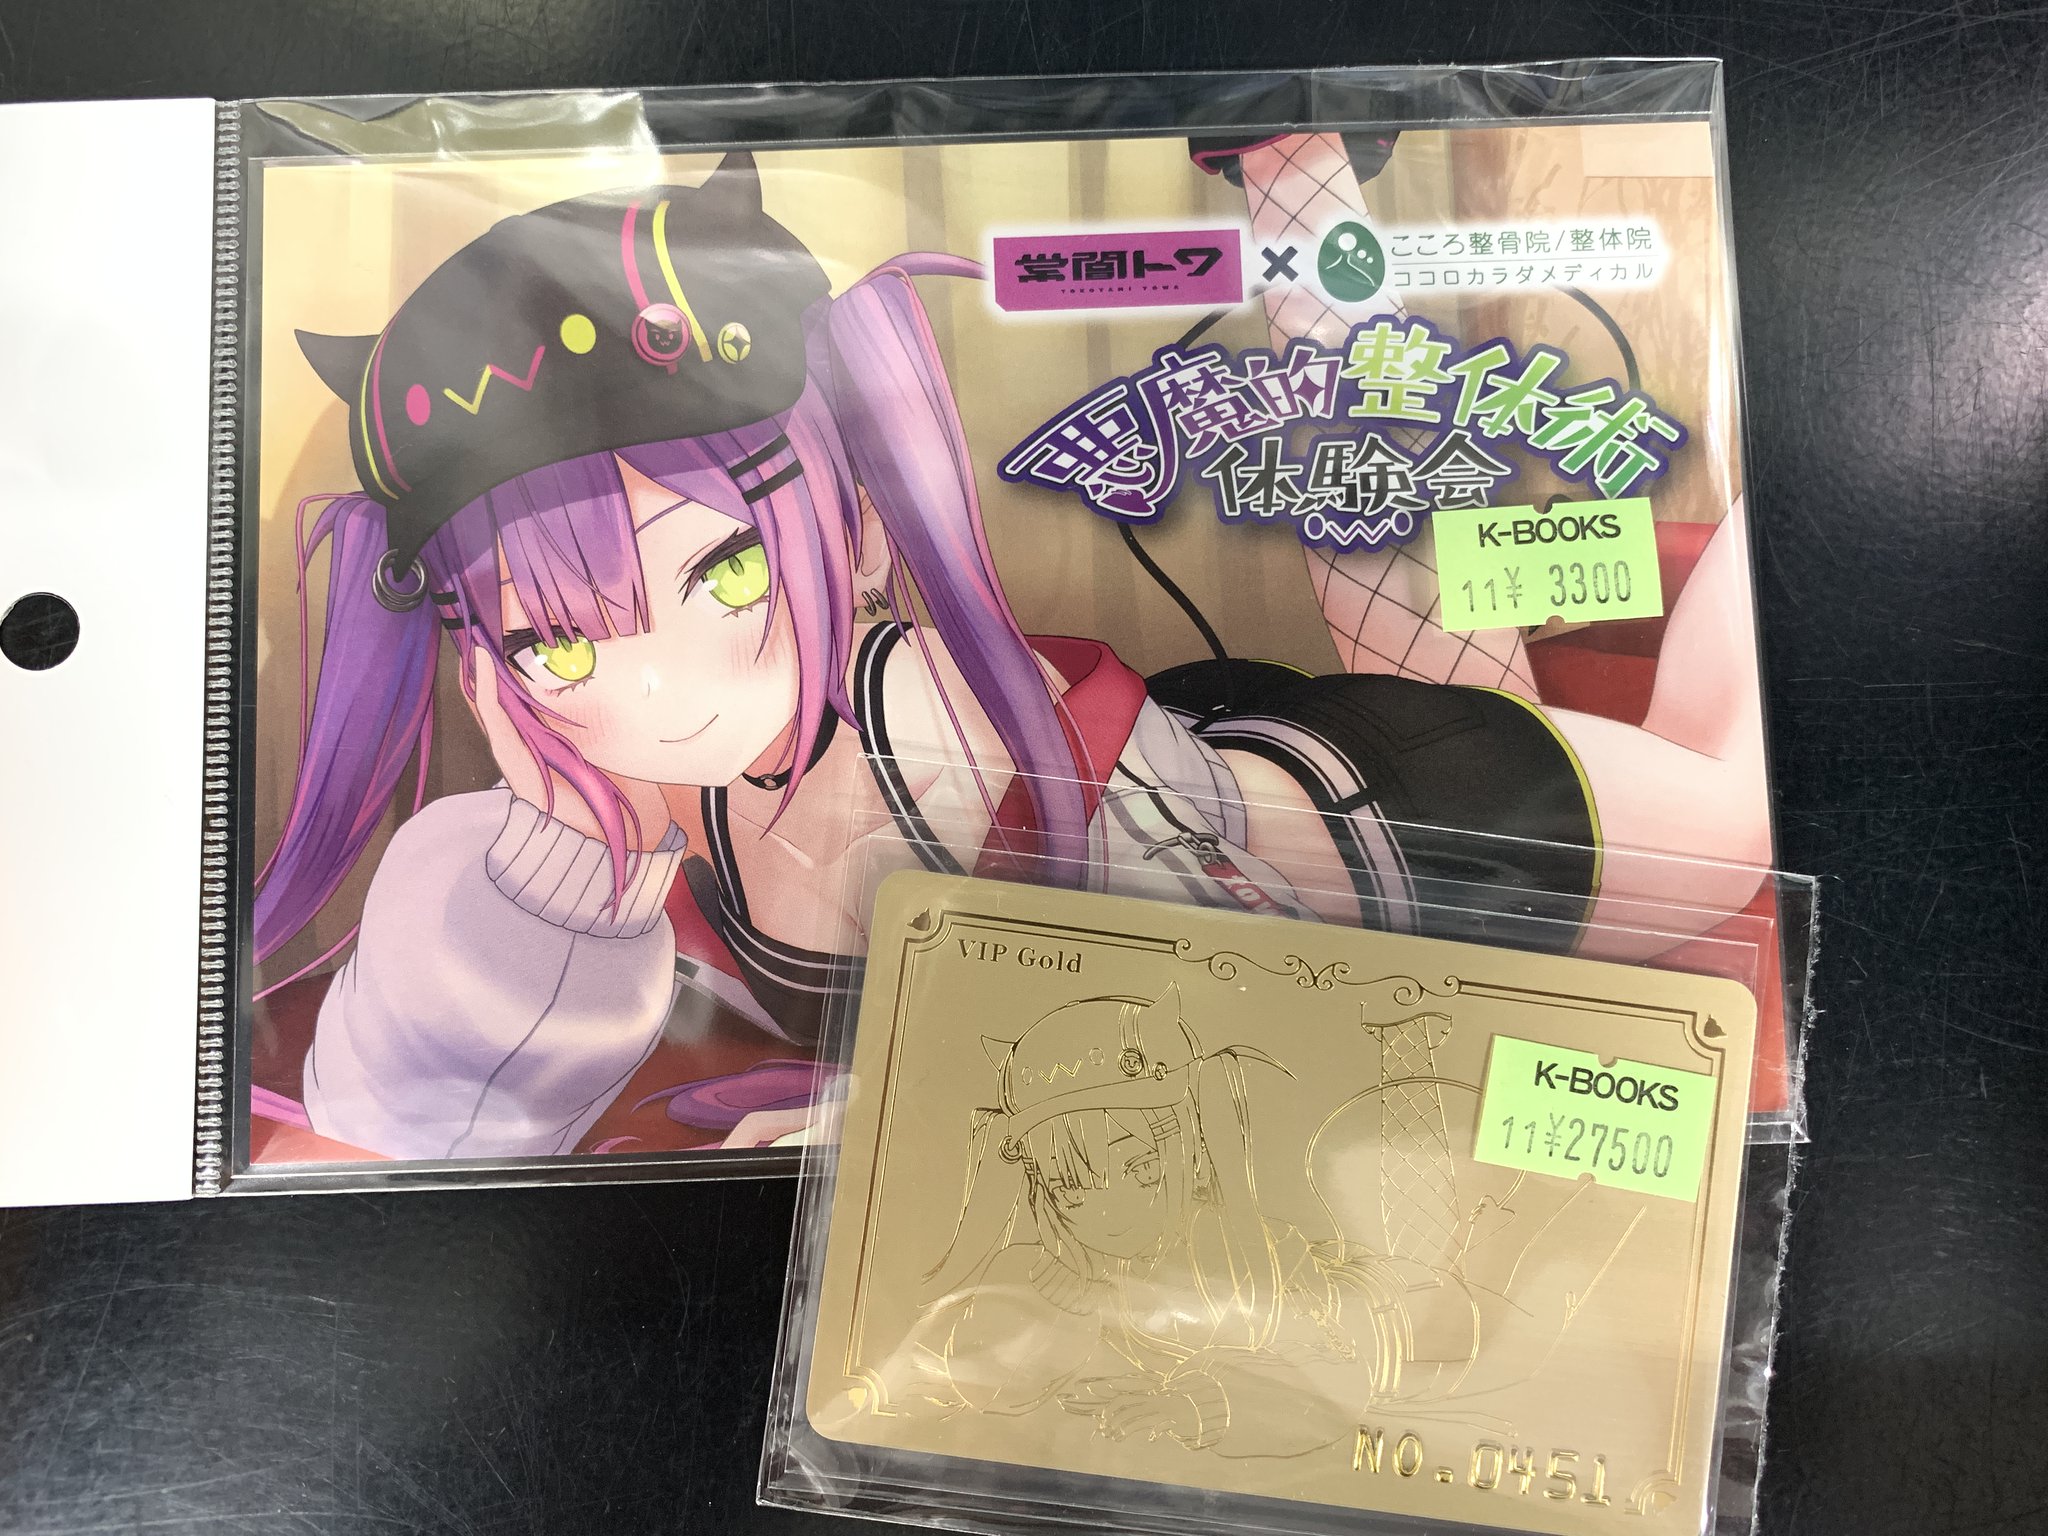 常闇トワ
TOKOYAMI TOWA
×
こころ整骨院/整体院
ココロカラダメディカル
悪魔的整体術
体験会
K-BOOKS
11¥ 3300
VIP Gold
K-BOOKS
11¥27500
NO.0451